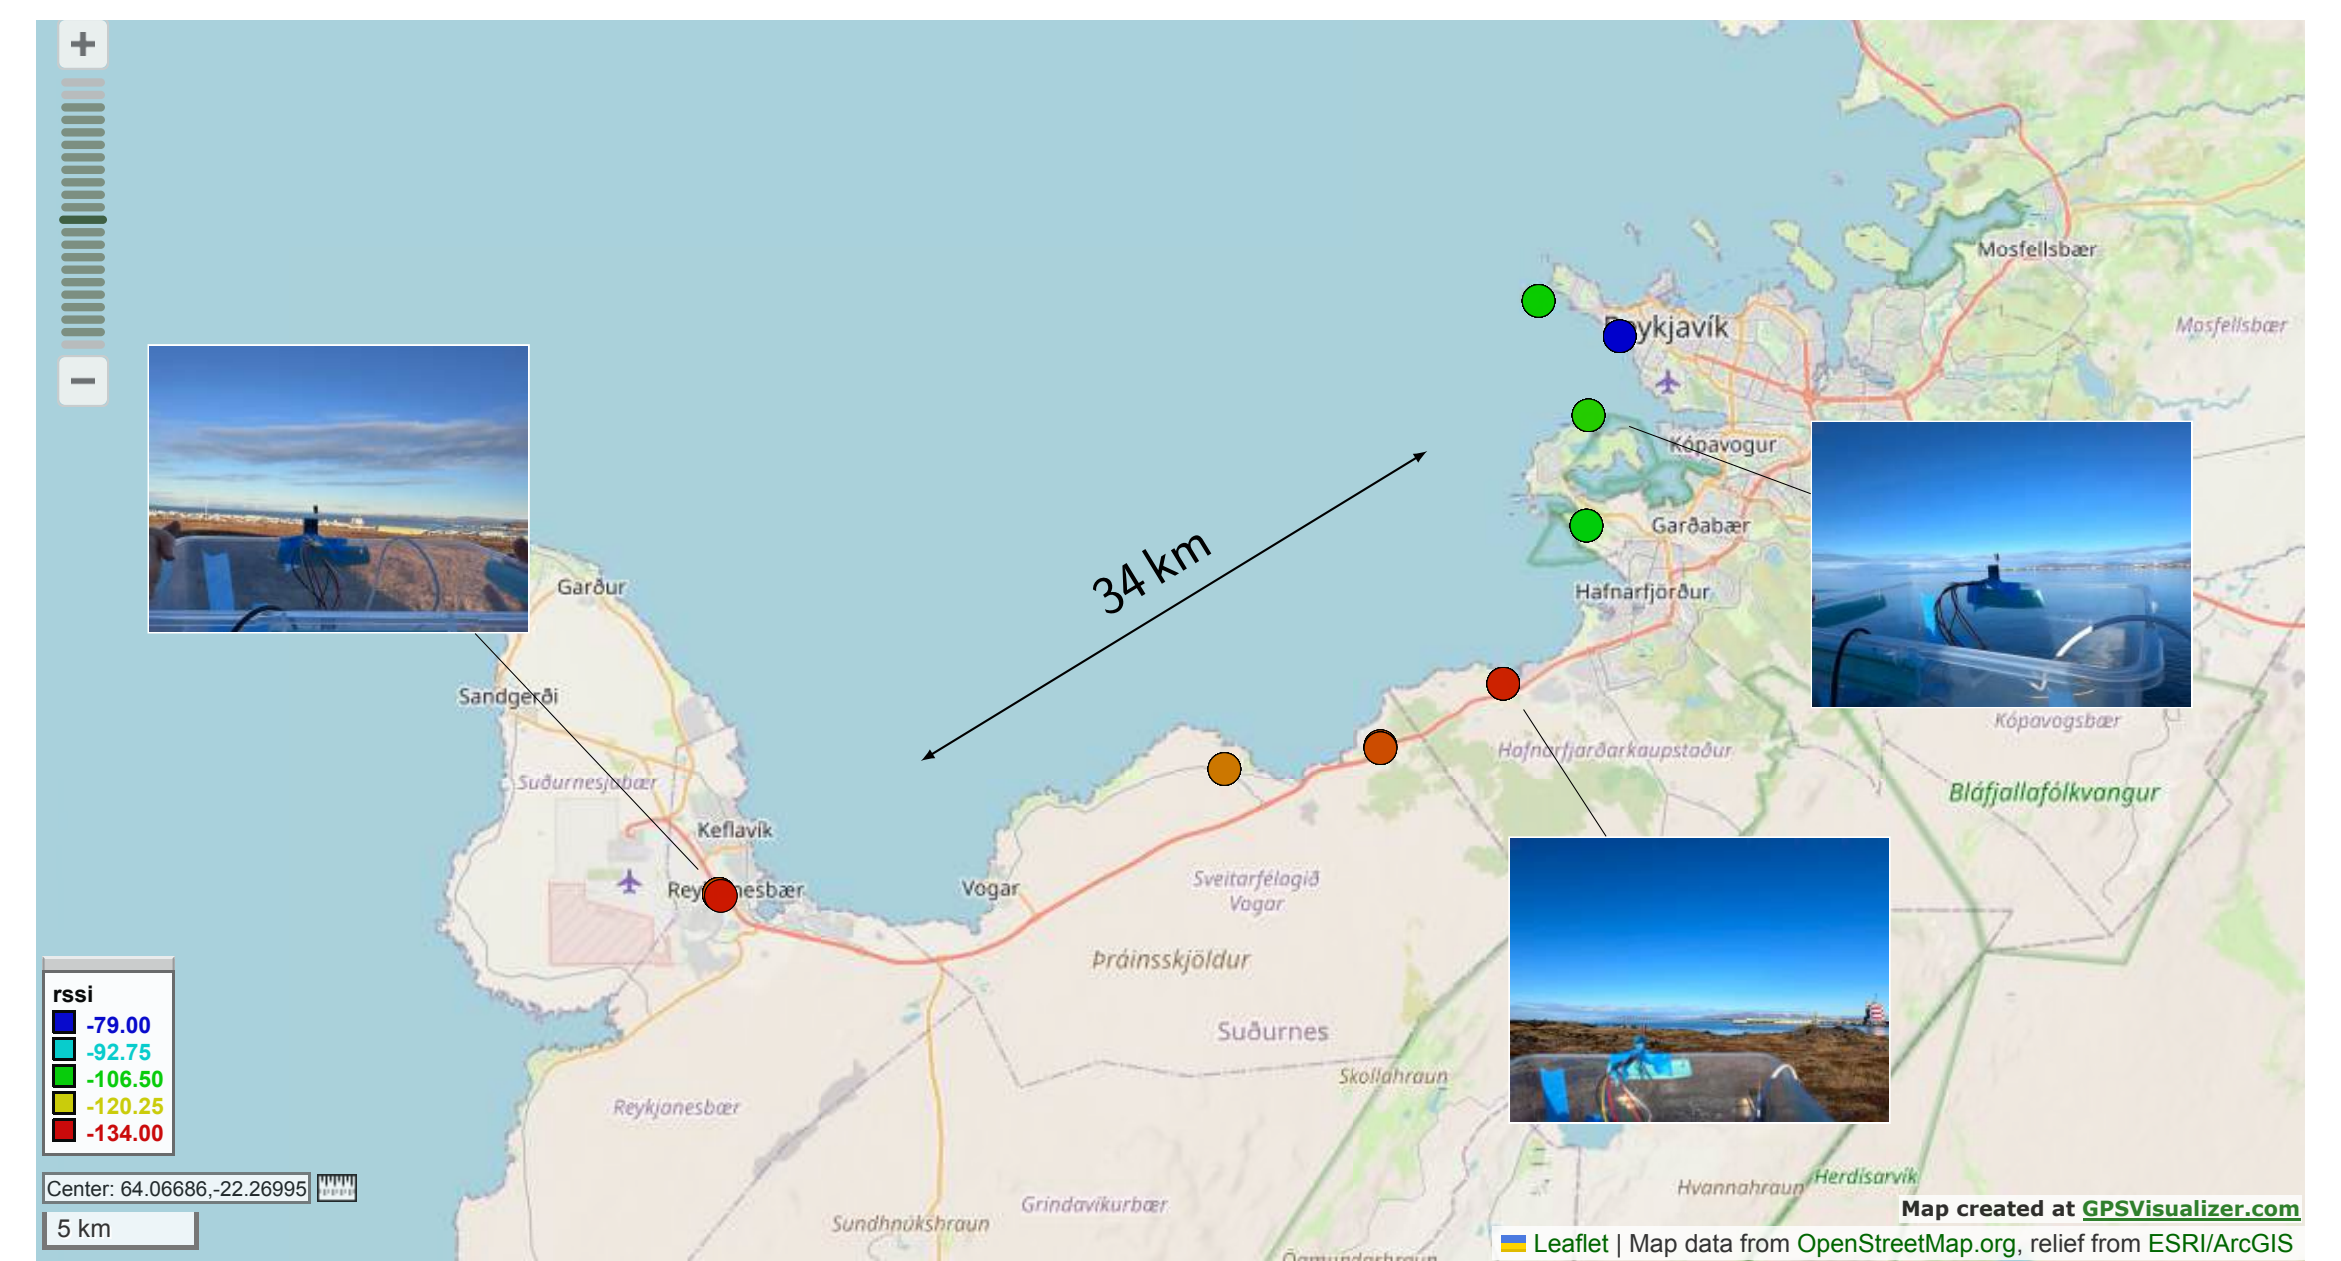 +
−
Mosfellsbær
Mosfellsbær
Reykjavík
Kópavogur
Garðabær
Hafnarfjörður
34 km
Garður
Sandgerði
Suðurnesjabær
Keflavík
Reykjanesbær
Vogar
Hafnarfjarðarkaupstaður
Kópavogsbær
Bláfjallafólkvangur
Sveitarfélagið
Vogar
Þráinsskjöldur
Suðurnes
Skollahraun
Reykjanesbær
Grindavíkurbær
Sundhnúkshraun
Hvannahraun
Herdísarvík
Ögmundarhraun
rssi
-79.00
-92.75
-106.50
-120.25
-134.00
Center: 64.06686,-22.26995
5 km
Map created at GPSVisualizer.com
Leaflet | Map data from OpenStreetMap.org, relief from ESRI/ArcGIS